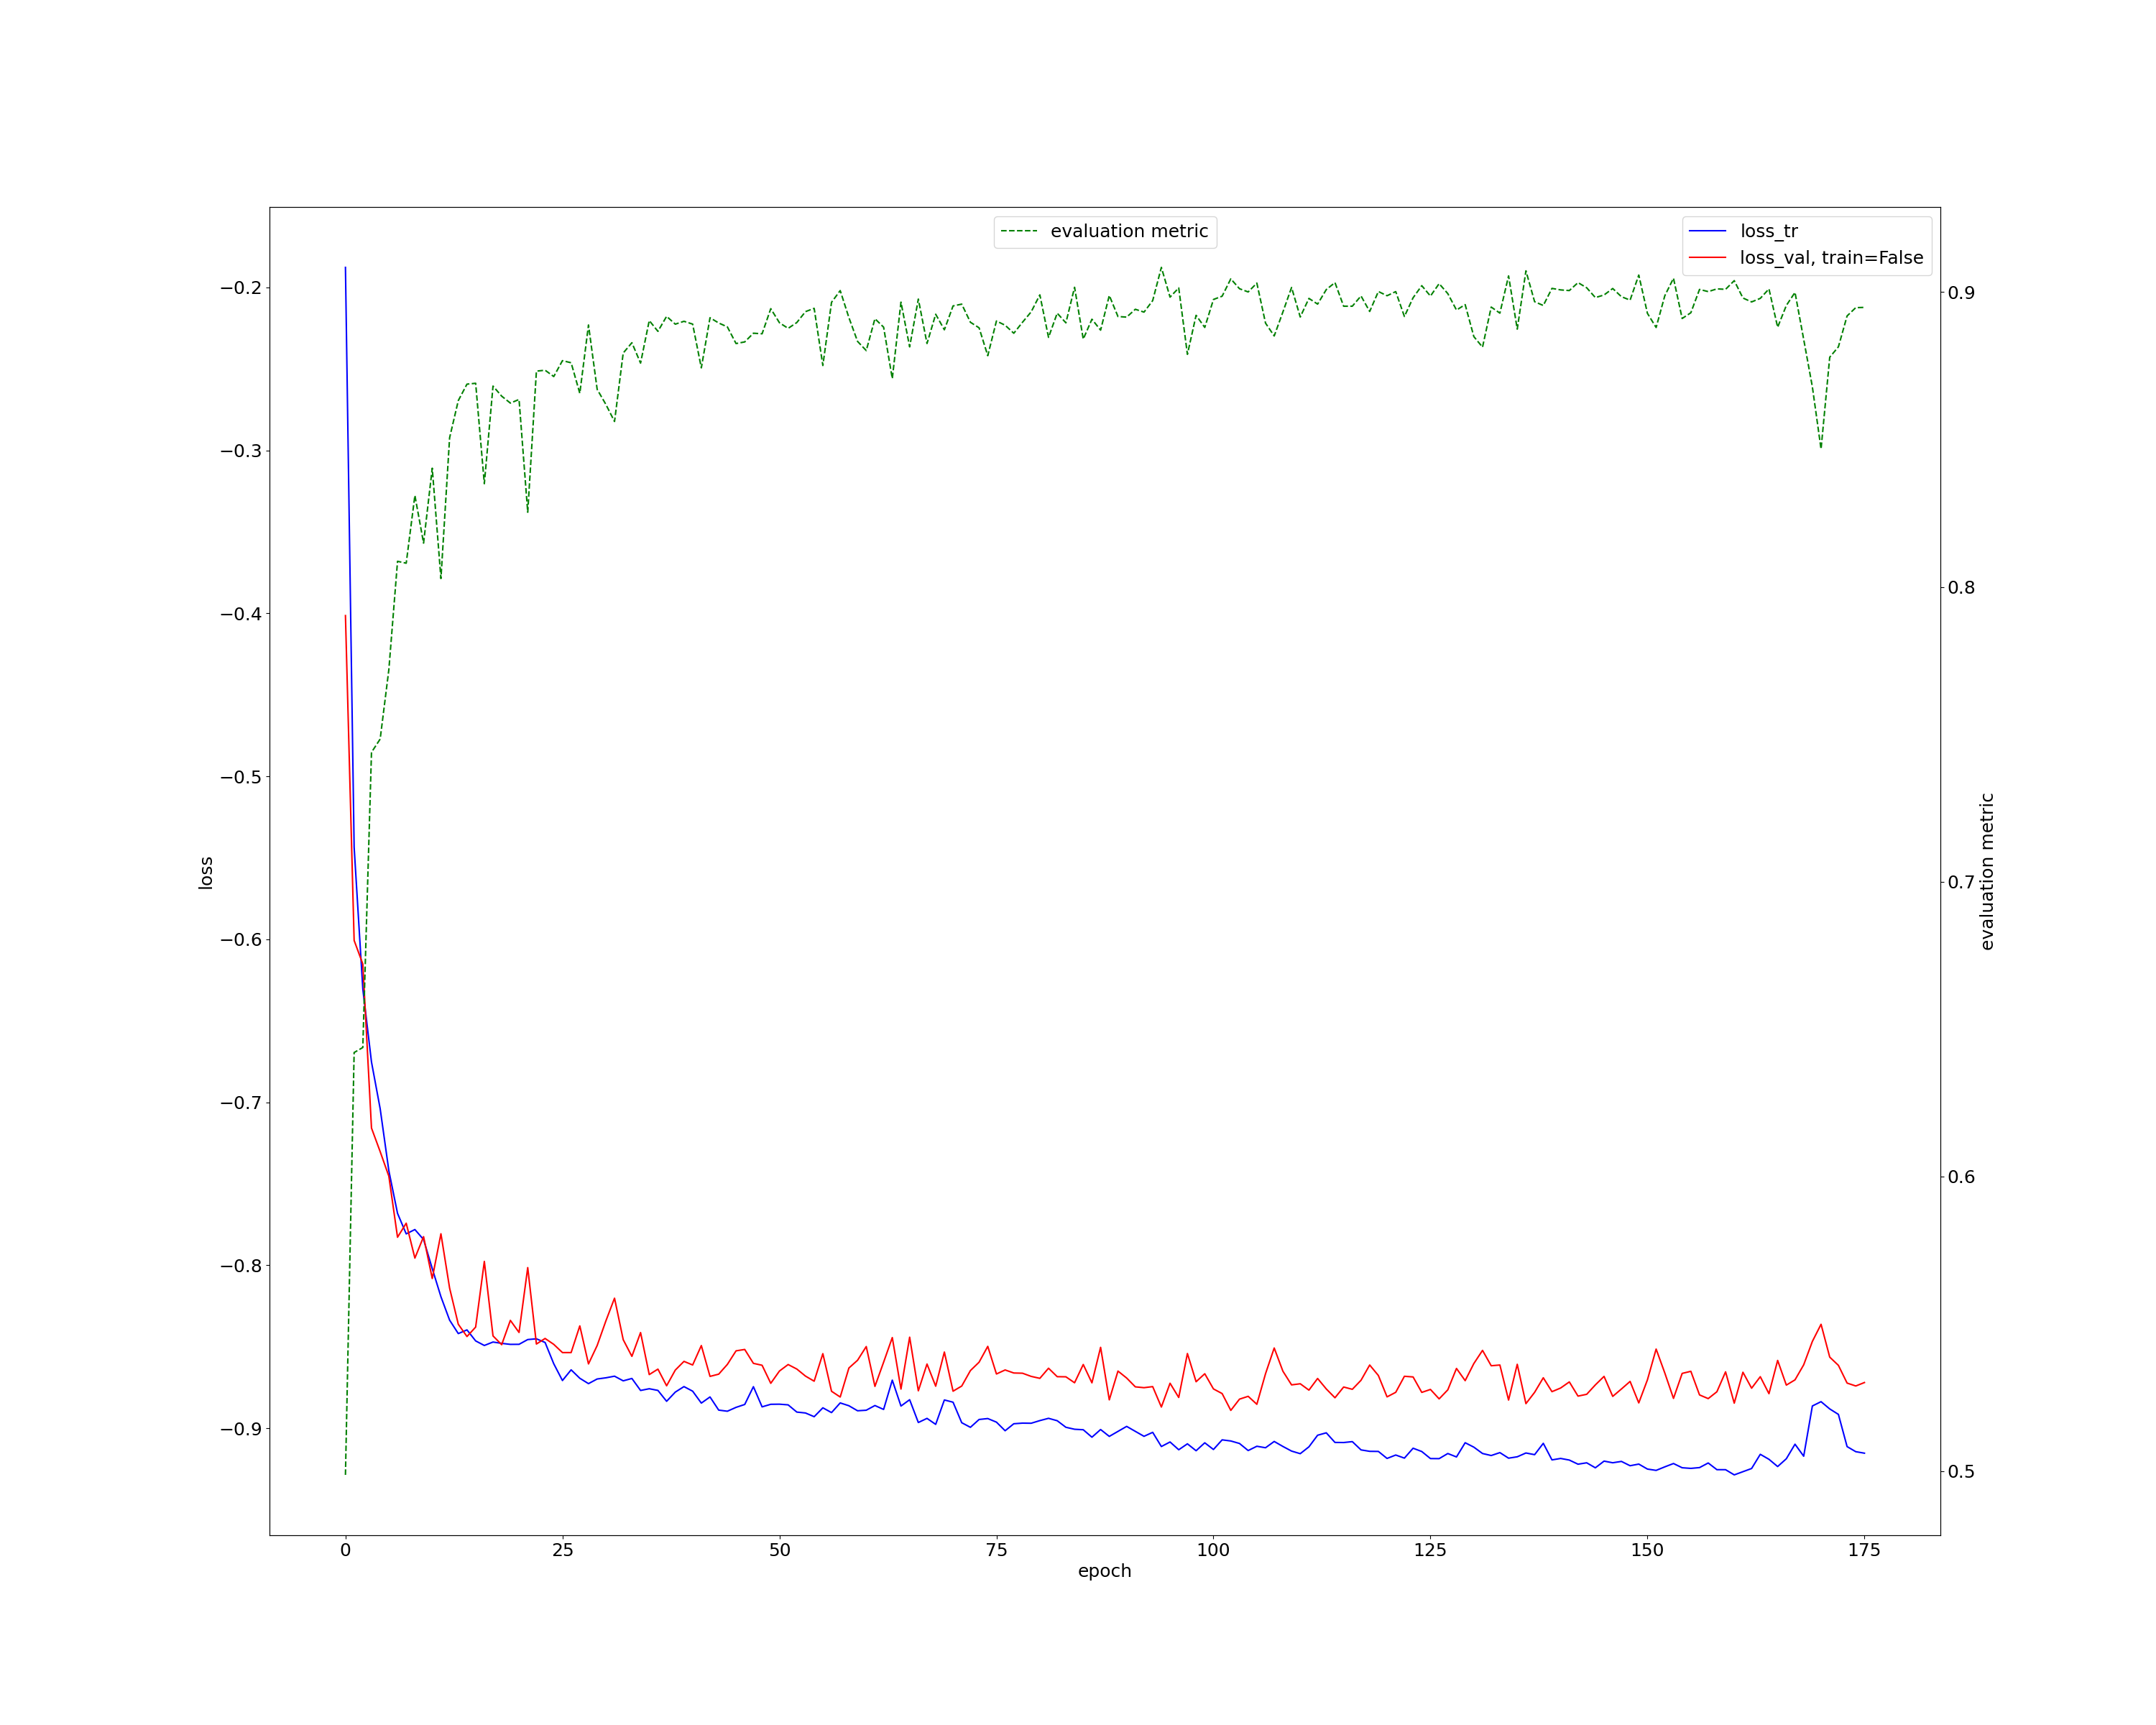 evaluation metric
loss_tr
loss_val, train=False
−0.2
−0.3
−0.4
−0.5
−0.6
−0.7
−0.8
−0.9
loss
0.9
0.8
0.7
0.6
0.5
evaluation metric
0 25 50 75 100 125 150 175
epoch